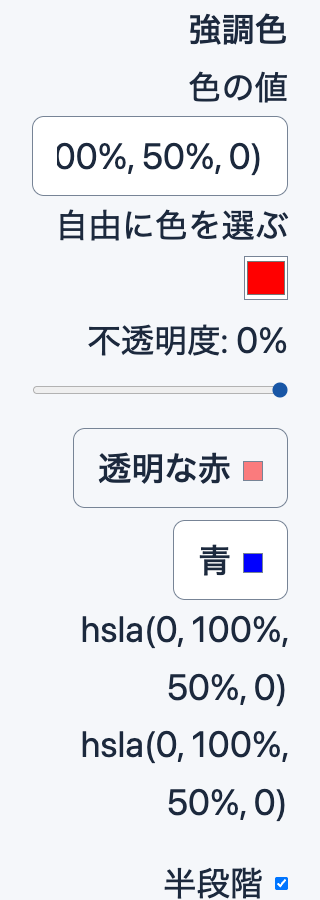 強調色
色の値
00%, 50%, 0)
自由に色を選ぶ
不透明度: 0%
透明な赤
青
hsla(0, 100%,
50%, 0)
hsla(0, 100%,
50%, 0)
半段階